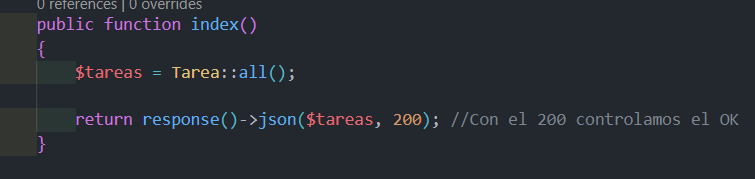 0 references | 0 overrides
public function index()
{
$tareas = Tarea::all();
return response()->json($tareas, 200); //Con el 200 controlamos el OK
}